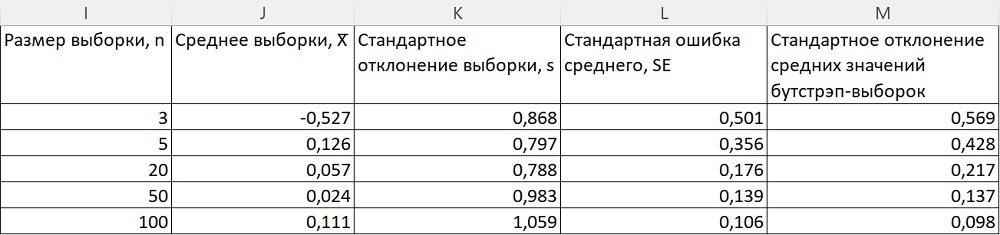 I J K L M
Размер выборки, n Среднее выборки, X̅ Стандартное Стандартная ошибка Стандартное отклонение
отклонение выборки, s среднего, SE средних значений
бутстрэп-выборок
3 -0,527 0,868 0,501 0,569
5 0,126 0,797 0,356 0,428
20 0,057 0,788 0,176 0,217
50 0,024 0,983 0,139 0,137
100 0,111 1,059 0,106 0,098